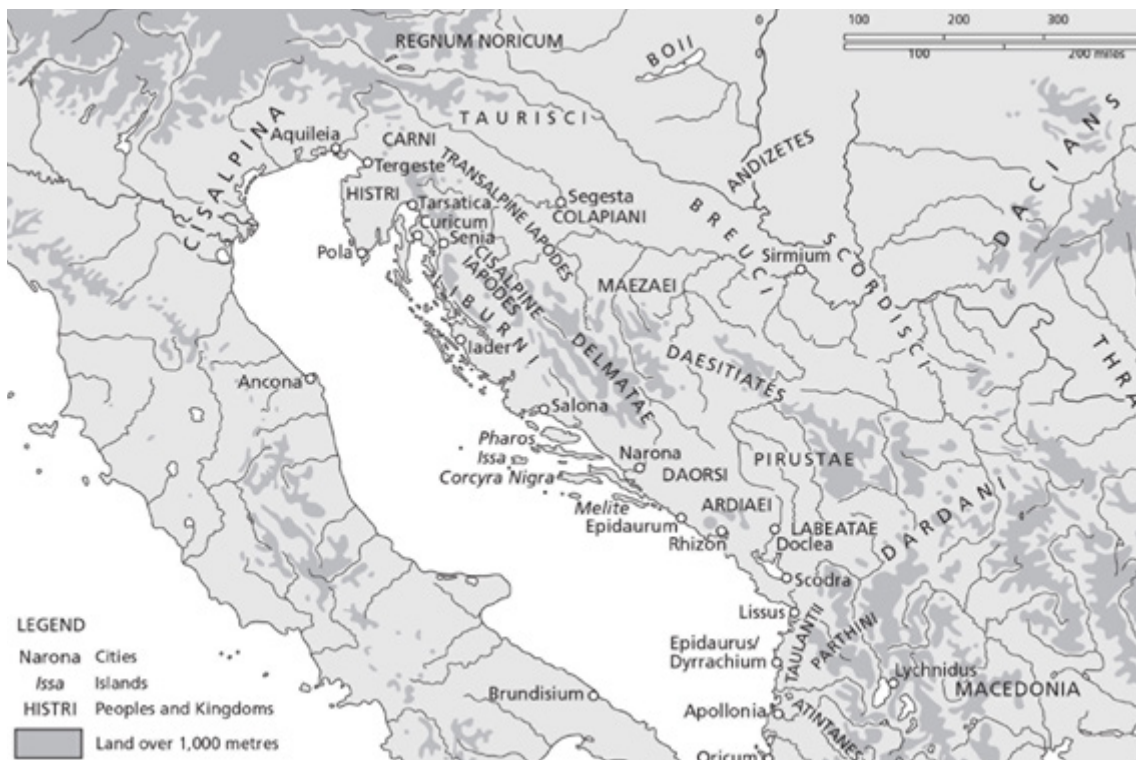 0
100
200
300
0
100
200 miles
REGNUM NORICUM
BOII
TAURISCI
DACIANS
CISALPINA
Aquileia
CARNI
Tergeste
TRANSALPINE IAPODES
ANDIZETES
HISTRI
Tarsatica
Segesta
COLAPIANI
BREUCI
SCORDISCI
Curicum
Senia
Pola
CISALPINE
IAPODES
Sirmium
MAEZAEI
LIBURNI
THRA
Iader
DELMATAE
DAESITIATES
Ancona
Salona
Pharos
Issa
Narona
PIRUSTAE
Corcyra Nigra
DAORSI
DARDANI
Melite
ARDIAEI
Epidaurum
LABEATAE
Rhizon
Doclea
Scodra
Lissus
TAULANTII
PARTHINI
Epidaurus/
Dyrrachium
Lychnidus
MACEDONIA
Brundisium
Apollonia
ATINTANES
Oricum
LEGEND
Narona Cities
Issa Islands
HISTRI Peoples and Kingdoms
Land over 1,000 metres